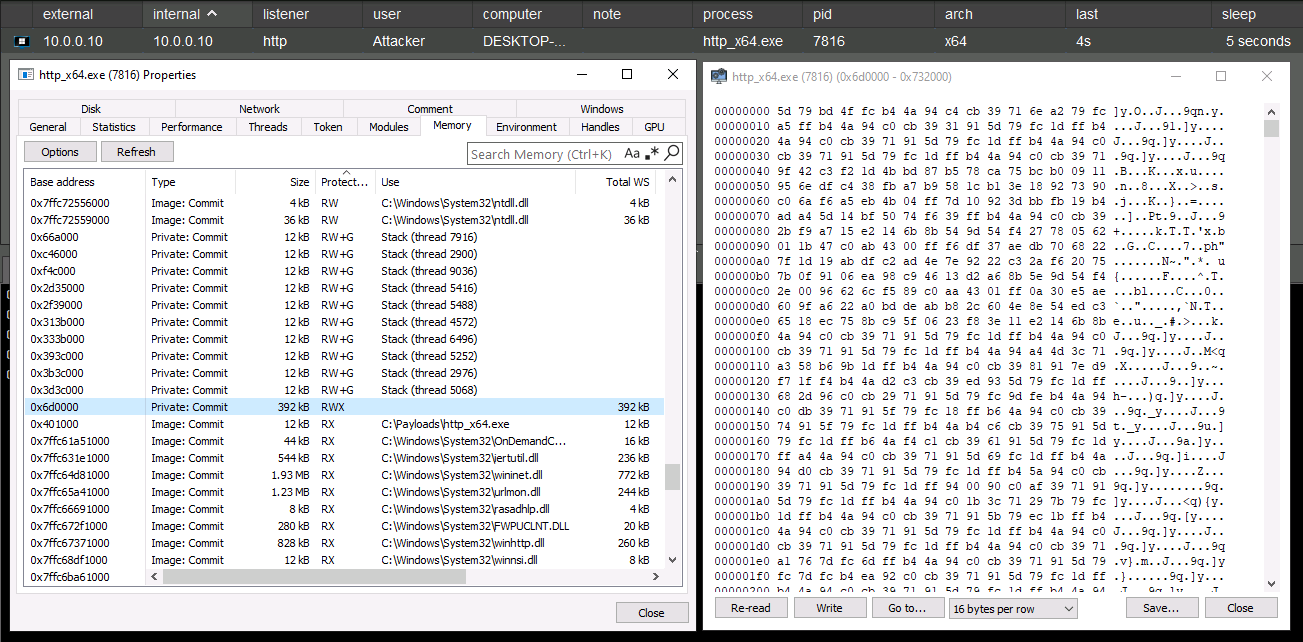 external internal listener user computer note process pid arch last sleep
10.0.0.10 10.0.0.10 http Attacker DESKTOP-... http_x64.exe 7816 x64 4s 5 seconds
http_x64.exe (7816) Properties
Disk Network Comment Windows
General Statistics Performance Threads Token Modules Memory Environment Handles GPU
Options Refresh Search Memory (Ctrl+K) Aa .*
Base address Type Size Protect... Use Total WS
0x7ffc72556000 Image: Commit 4 kB RW C:\Windows\System32\ntdll.dll 4 kB
0x7ffc72559000 Image: Commit 36 kB RW C:\Windows\System32\ntdll.dll 36 kB
0x66a000 Private: Commit 12 kB RW+G Stack (thread 7916)
0xc46000 Private: Commit 12 kB RW+G Stack (thread 2900)
0xf4c000 Private: Commit 12 kB RW+G Stack (thread 9036)
0x2d35000 Private: Commit 12 kB RW+G Stack (thread 5416)
0x2f39000 Private: Commit 12 kB RW+G Stack (thread 5488)
0x313b000 Private: Commit 12 kB RW+G Stack (thread 4572)
0x333b000 Private: Commit 12 kB RW+G Stack (thread 6496)
0x393c000 Private: Commit 12 kB RW+G Stack (thread 5252)
0x3b3c000 Private: Commit 12 kB RW+G Stack (thread 2976)
0x3d3c000 Private: Commit 12 kB RW+G Stack (thread 5068)
0x6d0000 Private: Commit 392 kB RWX 392 kB
0x401000 Image: Commit 12 kB RX C:\Payloads\http_x64.exe 12 kB
0x7ffc61a51000 Image: Commit 44 kB RX C:\Windows\System32\OnDemandC... 16 kB
0x7ffc631e1000 Image: Commit 544 kB RX C:\Windows\System32\iertutil.dll 236 kB
0x7ffc64d81000 Image: Commit 1.93 MB RX C:\Windows\System32\wininet.dll 772 kB
0x7ffc65a41000 Image: Commit 1.23 MB RX C:\Windows\System32\urlmon.dll 244 kB
0x7ffc66691000 Image: Commit 8 kB RX C:\Windows\System32\rasadhlp.dll 4 kB
0x7ffc672f1000 Image: Commit 280 kB RX C:\Windows\System32\FWPUCLNT.DLL 20 kB
0x7ffc67371000 Image: Commit 828 kB RX C:\Windows\System32\winhttp.dll 260 kB
0x7ffc68df1000 Image: Commit 12 kB RX C:\Windows\System32\winnsi.dll 8 kB
0x7ffc6ba61000
Close
http_x64.exe (7816) (0x6d0000 - 0x732000)
00000000 5d 79 bd 4f fc b4 4a 94 c4 cb 39 71 6e a2 79 fc ]y.O..J...9qn.y.
00000010 a5 ff b4 4a 94 c0 cb 39 31 91 5d 79 fc 1d ff b4 ...J...91.]y....
00000020 4a 94 c0 cb 39 71 91 5d 79 fc 1d ff b4 4a 94 c0 J...9q.]y....J..
00000030 cb 39 71 91 5d 79 fc 1d ff b4 4a 94 c0 cb 39 71 .9q.]y....J...9q
00000040 9f 42 c3 f2 1d 4b bd 87 b5 78 ca 75 bc b0 09 11 .B...K...x.u....
00000050 95 6e df c4 38 fb a7 b9 58 1c b1 3e 18 92 73 90 .n..8...X..>..s.
00000060 c0 6a f6 a5 eb 4b 04 ff 7d 10 92 3d bb fb 19 b4 .j...K..}..=....
00000070 ad a4 5d 14 bf 50 74 f6 39 ff b4 4a 94 c0 cb 39 ..]..Pt.9..J...9
00000080 2b f9 a7 15 e2 14 6b 8b 54 9d 54 f4 27 78 05 62 +.....k.T.T.'x.b
00000090 01 1b 47 c0 ab 43 00 ff f6 df 37 ae db 70 68 22 ..G..C....7..ph"
000000a0 7f 1d 19 ab df c2 ad 4e 7e 92 22 c3 2a f6 20 75 .......N~.".*. u
000000b0 7b 0f 91 06 ea 98 c9 46 13 d2 a6 8b 5e 9d 54 f4 {......F....^.T.
000000c0 2e 00 96 62 6c f5 89 c0 aa 43 01 ff 0a 30 e5 ae ...bl....C...0..
000000d0 60 9f a6 22 a0 bd de ab b8 2c 60 4e 8e 54 ed c3 `..".....,`N.T..
000000e0 65 18 ec 75 8b c9 5f 06 23 f8 3e 11 e2 14 6b 8b e..u.._.#.>...k.
000000f0 4a 94 c0 cb 39 71 91 5d 79 fc 1d ff b4 4a 94 c0 J...9q.]y....J..
00000100 cb 39 71 91 5d 79 fc 1d ff b4 4a 94 a4 4d 3c 71 .9q.]y....J..M<q
00000110 a3 58 b6 9b 1d ff b4 4a 94 c0 cb 39 81 91 7e d9 .X.....J...9..~.
00000120 f7 1f f4 b4 4a d2 c3 cb 39 ed 93 5d 79 fc 1d ff ....J...9..]y...
00000130 68 2d 96 c0 cb 29 71 91 5d 79 fc 9d fe b4 4a 94 h-...)q.]y....J.
00000140 c0 db 39 71 91 5f 79 fc 18 ff b6 4a 94 c0 cb 39 ..9q._y....J...9
00000150 74 91 5f 79 fc 1d ff b4 4a b4 c6 cb 39 75 91 5d t._y....J...9u.]
00000160 79 fc 1d ff b6 4a f4 c1 cb 39 61 91 5d 79 fc 1d y....J...9a.]y..
00000170 ff a4 4a 94 c0 cb 39 71 91 5d 69 fc 1d ff b4 4a ..J...9q.]i....J
00000180 94 d0 cb 39 71 91 5d 79 fc 1d ff b4 5a 94 c0 cb ...9q.]y....Z...
00000190 39 71 91 5d 79 fc 1d ff 94 00 90 c0 af 39 71 91 9q.]y........9q.
000001a0 5d 79 fc 1d ff b4 4a 94 c0 1b 3c 71 29 7b 79 fc ]y....J...<q){y.
000001b0 1d ff b4 4a 94 c0 cb 39 71 91 5b 79 ec 1b ff b4 ...J...9q.[y....
000001c0 4a 94 c0 cb 39 71 91 5d 79 fc 1d ff b4 4a 94 c0 J...9q.]y....J..
000001d0 cb 39 71 91 5d 79 fc 1d ff b4 4a 94 c0 cb 39 71 .9q.]y....J...9q
000001e0 a1 76 7d fc 6d ff b4 4a 94 c0 cb 39 71 91 5d 79 .v}.m..J...9q.]y
000001f0 fc 7d fc b4 ea 92 c0 cb 39 71 91 5d 79 fc 1d ff .}......9q.]y...
00000200 b4 4a 94 c0 cb 39 71 91 5d 79 fc 1d ff b4 4a 94 .J...9q.]y....J.
Re-read Write Go to... 16 bytes per row Save... Close